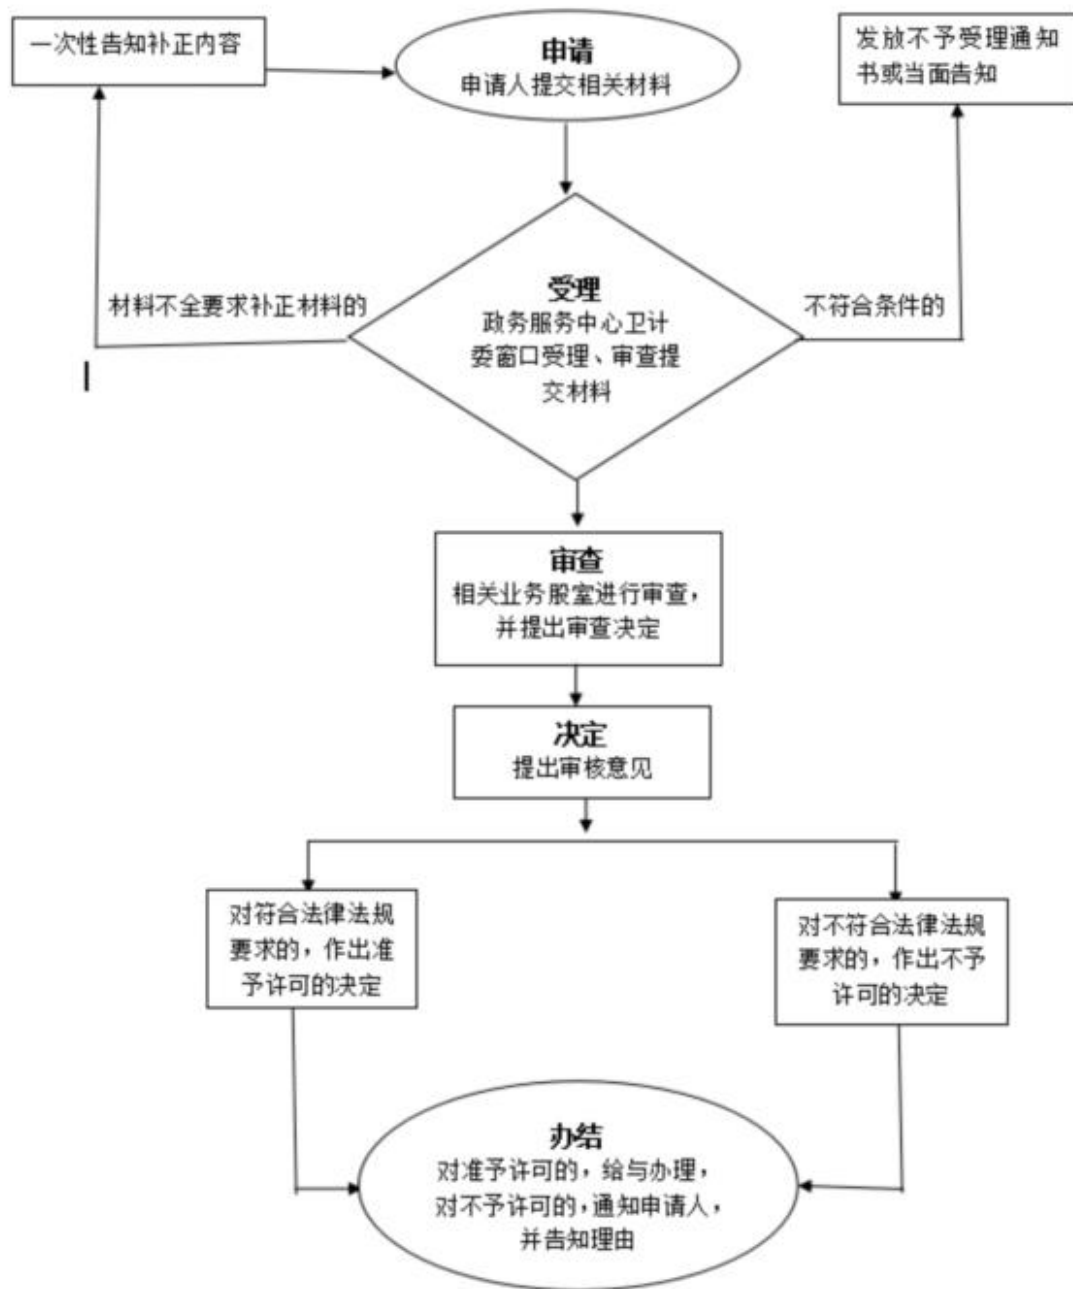 一次性告知补正内容
申请
申请人提交相关材料
发放不予受理通知
书或当面告知
材料不全要求补正材料的
受理
政务服务中心卫计
委窗口受理、审查提
交材料
不符合条件的
审查
相关业务股室进行审查，
并提出审查决定
决定
提出审核意见
对符合法律法规
要求的，作出准
予许可的决定
对不符合法律法规
要求的，作出不予
许可的决定
办结
对准予许可的，给与办理，
对不予许可的，通知申请人，
并告知理由